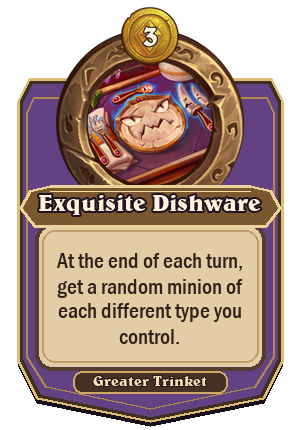 3
Exquisite Dishware
At the end of each turn,
get a random minion of
each different type you
control.
Greater Trinket